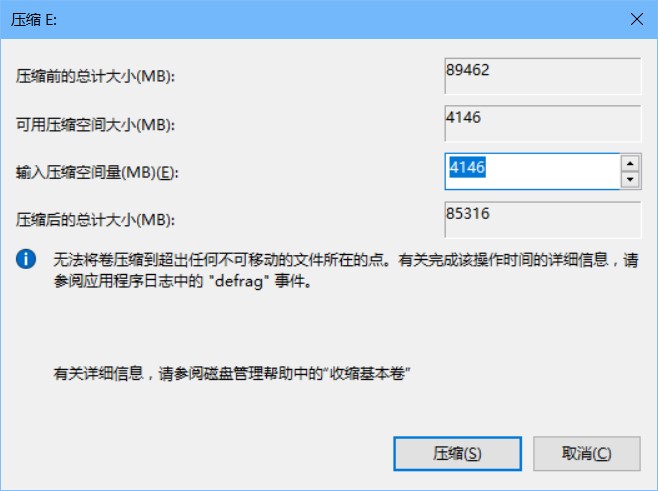 压缩 E:
压缩前的总计大小(MB):
89462
可用压缩空间大小(MB):
4146
输入压缩空间量(MB)(E):
4146
压缩后的总计大小(MB):
85316
无法将卷压缩到超出任何不可移动的文件所在的点。有关完成该操作时间的详细信息，请
参阅应用程序日志中的 "defrag" 事件。
有关详细信息，请参阅磁盘管理帮助中的“收缩基本卷”
压缩(S)
取消(C)